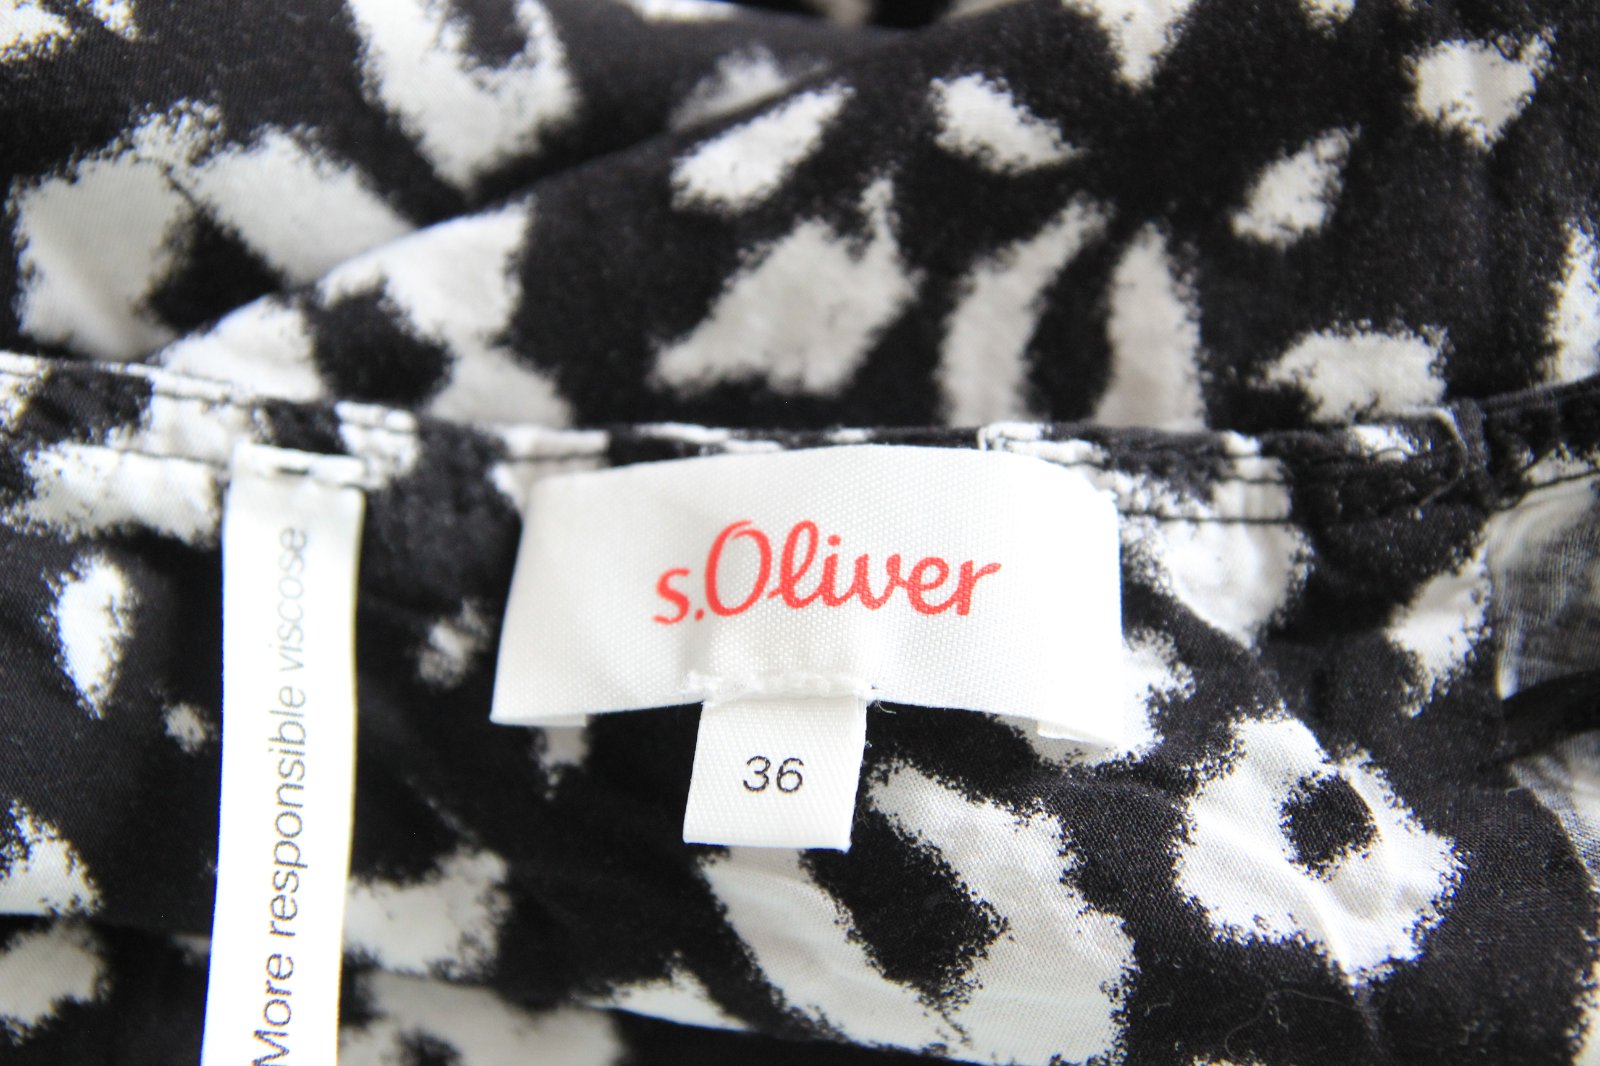 s.Oliver
36
More responsible viscose